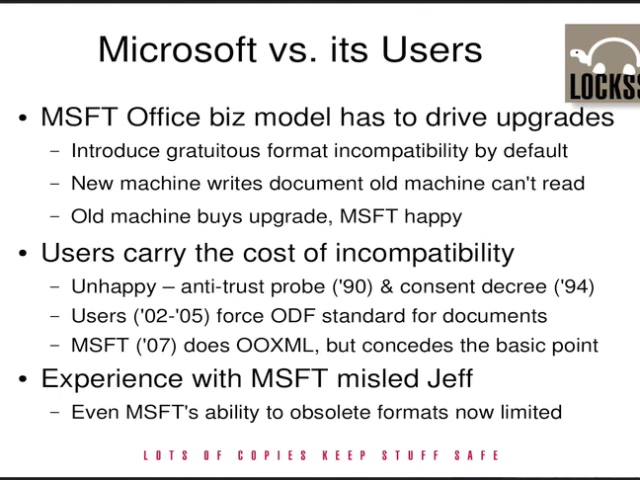 Microsoft vs. its Users
LOCKSS
• MSFT Office biz model has to drive upgrades
– Introduce gratuitous format incompatibility by default
– New machine writes document old machine can't read
– Old machine buys upgrade, MSFT happy
• Users carry the cost of incompatibility
– Unhappy – anti-trust probe ('90) & consent decree ('94)
– Users ('02-'05) force ODF standard for documents
– MSFT ('07) does OOXML, but concedes the basic point
• Experience with MSFT misled Jeff
– Even MSFT's ability to obsolete formats now limited
LOTS OF COPIES KEEP STUFF SAFE